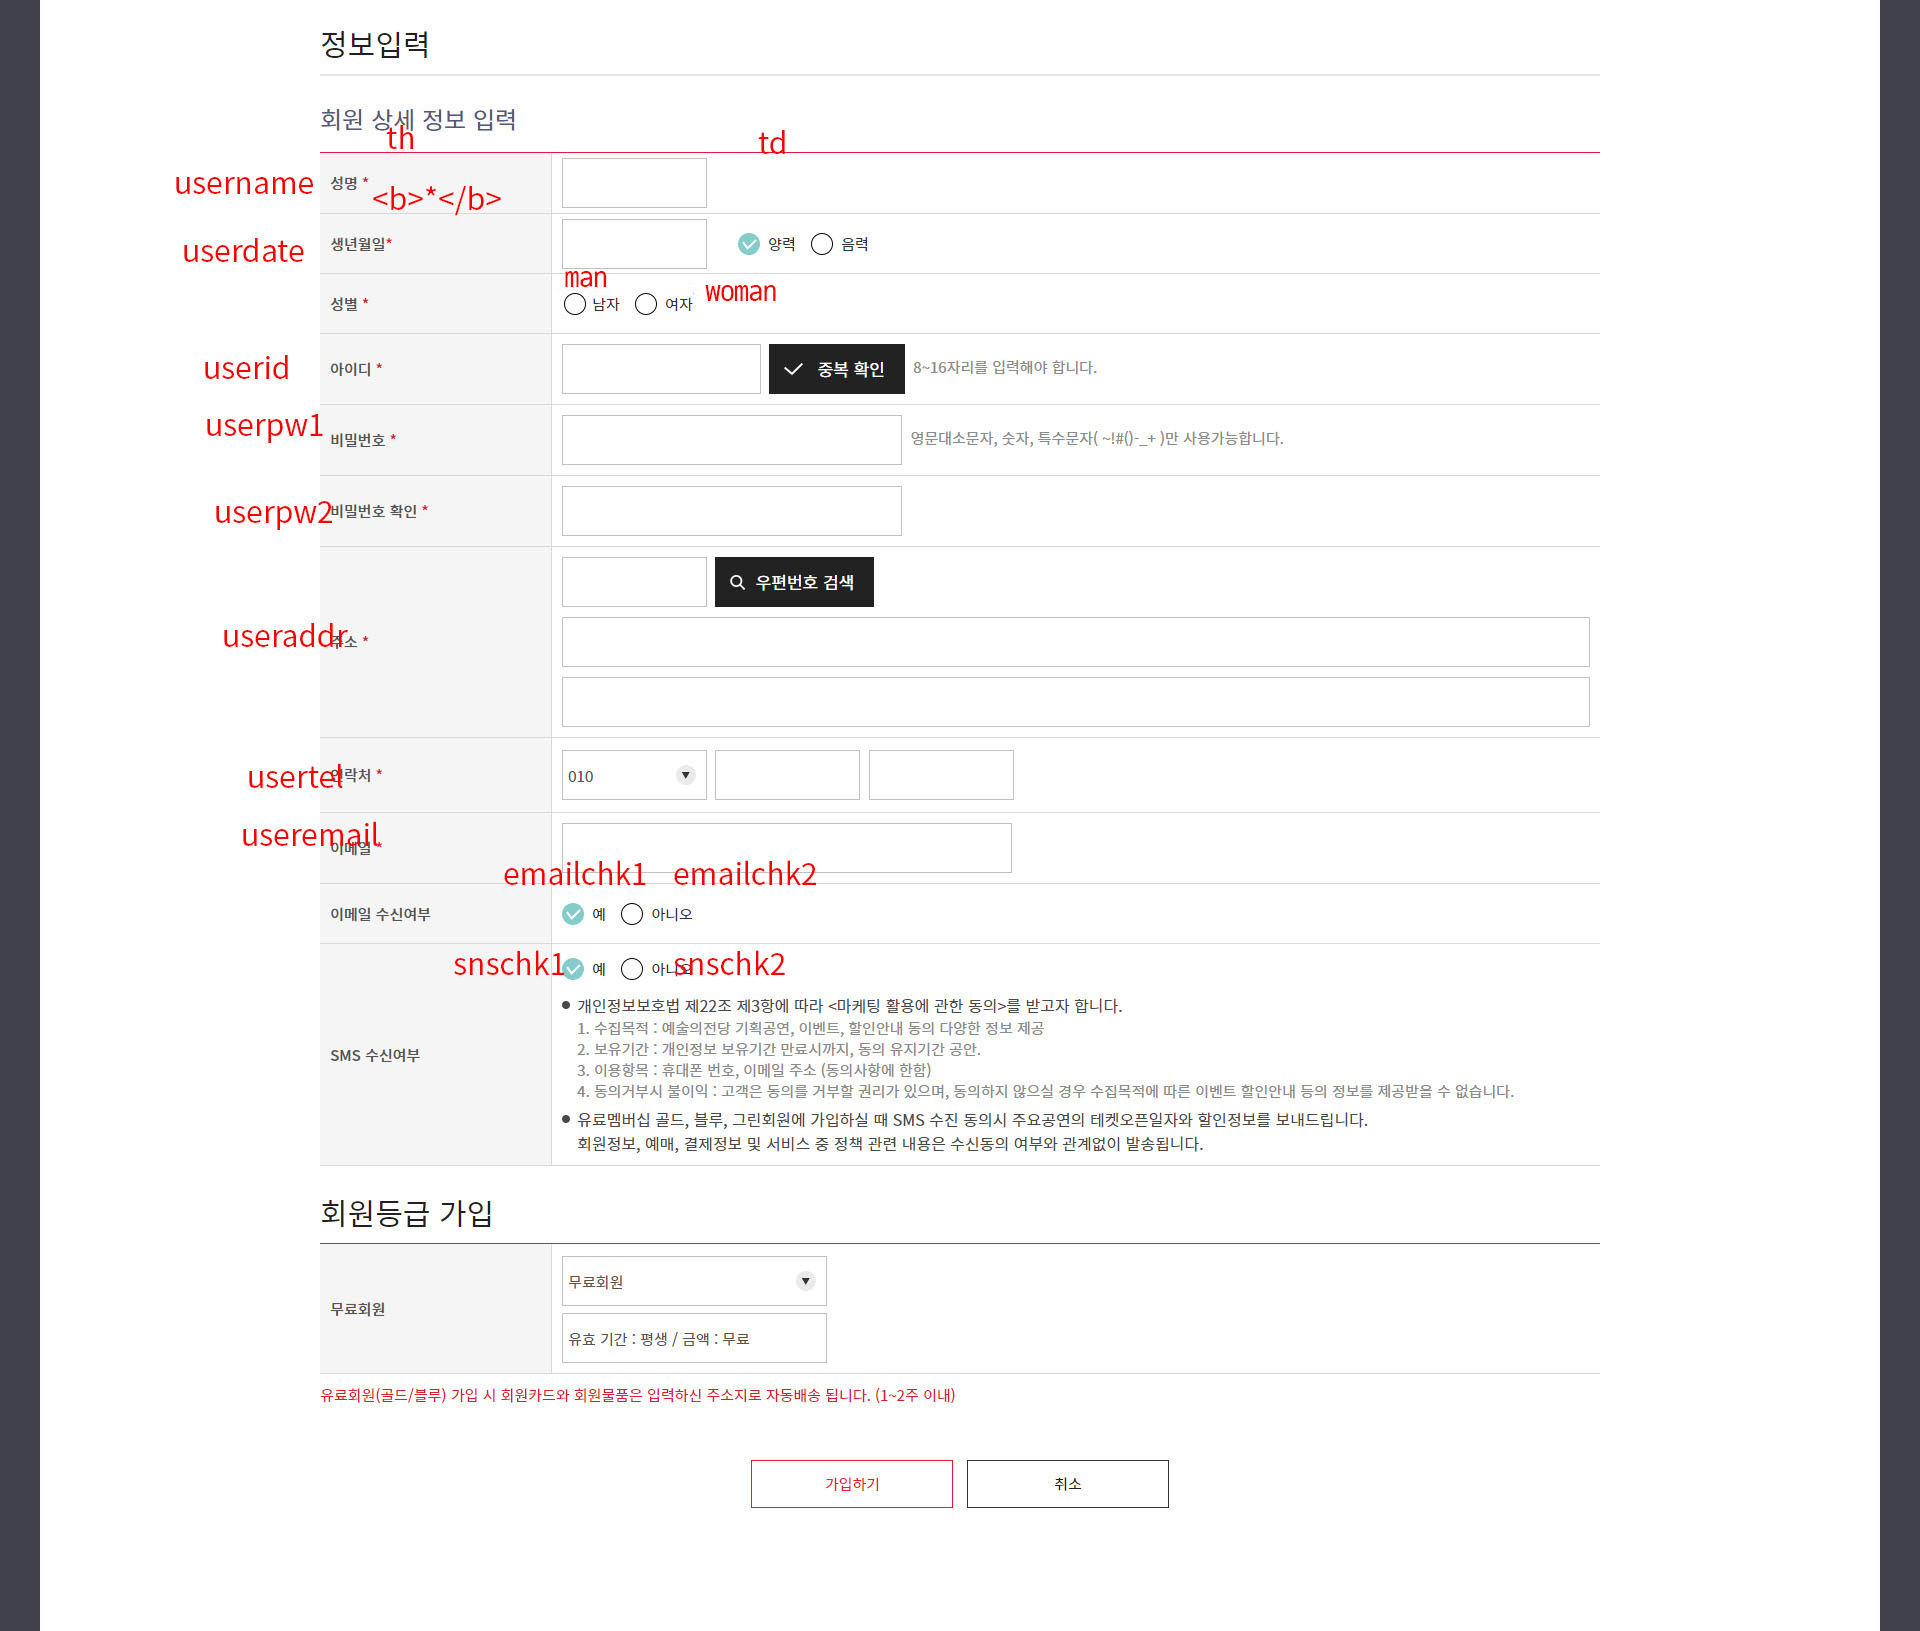 정보입력
회원 상세 정보 입력
th
td
username
성명 *
<b>*</b>
userdate
생년월일*
양력
음력
man
woman
성별 *
남자
여자
userid
아이디 *
중복 확인
8~16자리를 입력해야 합니다.
userpw1
비밀번호 *
영문대소문자, 숫자, 특수문자( ~!#()-_+ )만 사용가능합니다.
userpw2
비밀번호 확인 *
우편번호 검색
useraddr
주소 *
usertel
연락처 *
010
▼
useremail
이메일 *
emailchk1
emailchk2
이메일 수신여부
예
아니오
snschk1
snschk2
예
아니오
SMS 수신여부
● 개인정보보호법 제22조 제3항에 따라 <마케팅 활용에 관한 동의>를 받고자 합니다.
1. 수집목적 : 예술의전당 기획공연, 이벤트, 할인안내 동의 다양한 정보 제공
2. 보유기간 : 개인정보 보유기간 만료시까지, 동의 유지기간 공안.
3. 이용항목 : 휴대폰 번호, 이메일 주소 (동의사항에 한함)
4. 동의거부시 불이익 : 고객은 동의를 거부할 권리가 있으며, 동의하지 않으실 경우 수집목적에 따른 이벤트 할인안내 등의 정보를 제공받을 수 없습니다.
● 유료멤버십 골드, 블루, 그린회원에 가입하실 때 SMS 수진 동의시 주요공연의 테켓오픈일자와 할인정보를 보내드립니다.
회원정보, 예매, 결제정보 및 서비스 중 정책 관련 내용은 수신동의 여부와 관계없이 발송됩니다.
회원등급 가입
무료회원
무료회원
▼
유효 기간 : 평생 / 금액 : 무료
유료회원(골드/블루) 가입 시 회원카드와 회원물품은 입력하신 주소지로 자동배송 됩니다. (1~2주 이내)
가입하기
취소